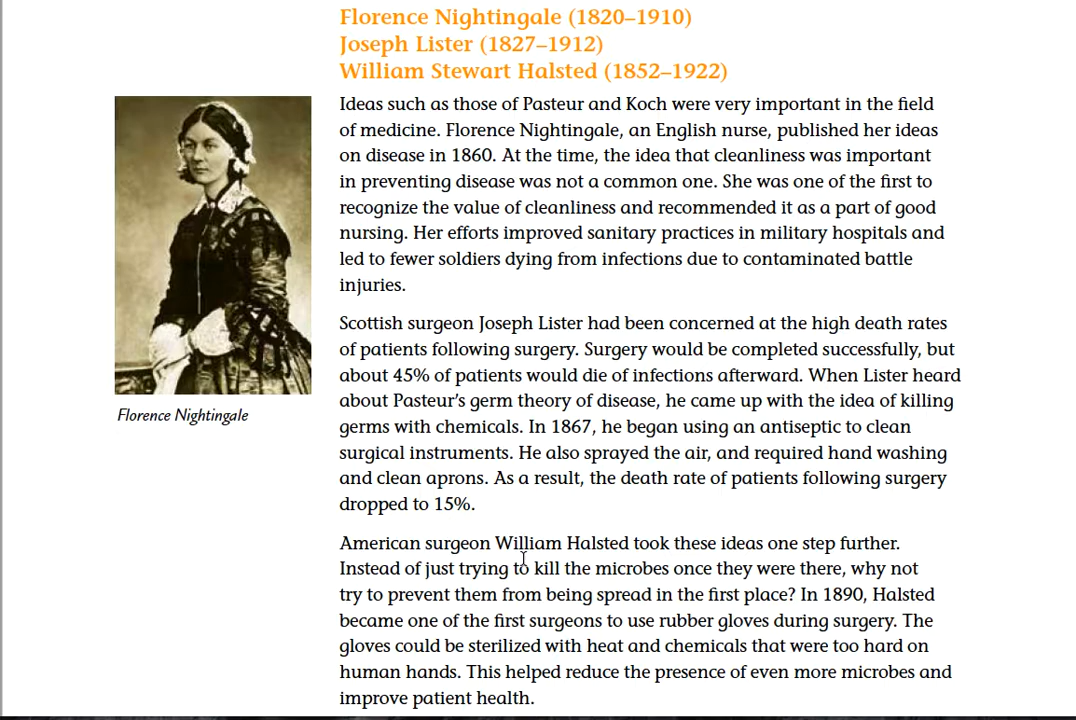 Florence Nightingale (1820–1910)
Joseph Lister (1827–1912)
William Stewart Halsted (1852–1922)
Ideas such as those of Pasteur and Koch were very important in the field
of medicine. Florence Nightingale, an English nurse, published her ideas
on disease in 1860. At the time, the idea that cleanliness was important
in preventing disease was not a common one. She was one of the first to
recognize the value of cleanliness and recommended it as a part of good
nursing. Her efforts improved sanitary practices in military hospitals and
led to fewer soldiers dying from infections due to contaminated battle
injuries.
Florence Nightingale
Scottish surgeon Joseph Lister had been concerned at the high death rates
of patients following surgery. Surgery would be completed successfully, but
about 45% of patients would die of infections afterward. When Lister heard
about Pasteur’s germ theory of disease, he came up with the idea of killing
germs with chemicals. In 1867, he began using an antiseptic to clean
surgical instruments. He also sprayed the air, and required hand washing
and clean aprons. As a result, the death rate of patients following surgery
dropped to 15%.
American surgeon William Halsted took these ideas one step further.
Instead of just trying to kill the microbes once they were there, why not
try to prevent them from being spread in the first place? In 1890, Halsted
became one of the first surgeons to use rubber gloves during surgery. The
gloves could be sterilized with heat and chemicals that were too hard on
human hands. This helped reduce the presence of even more microbes and
improve patient health.